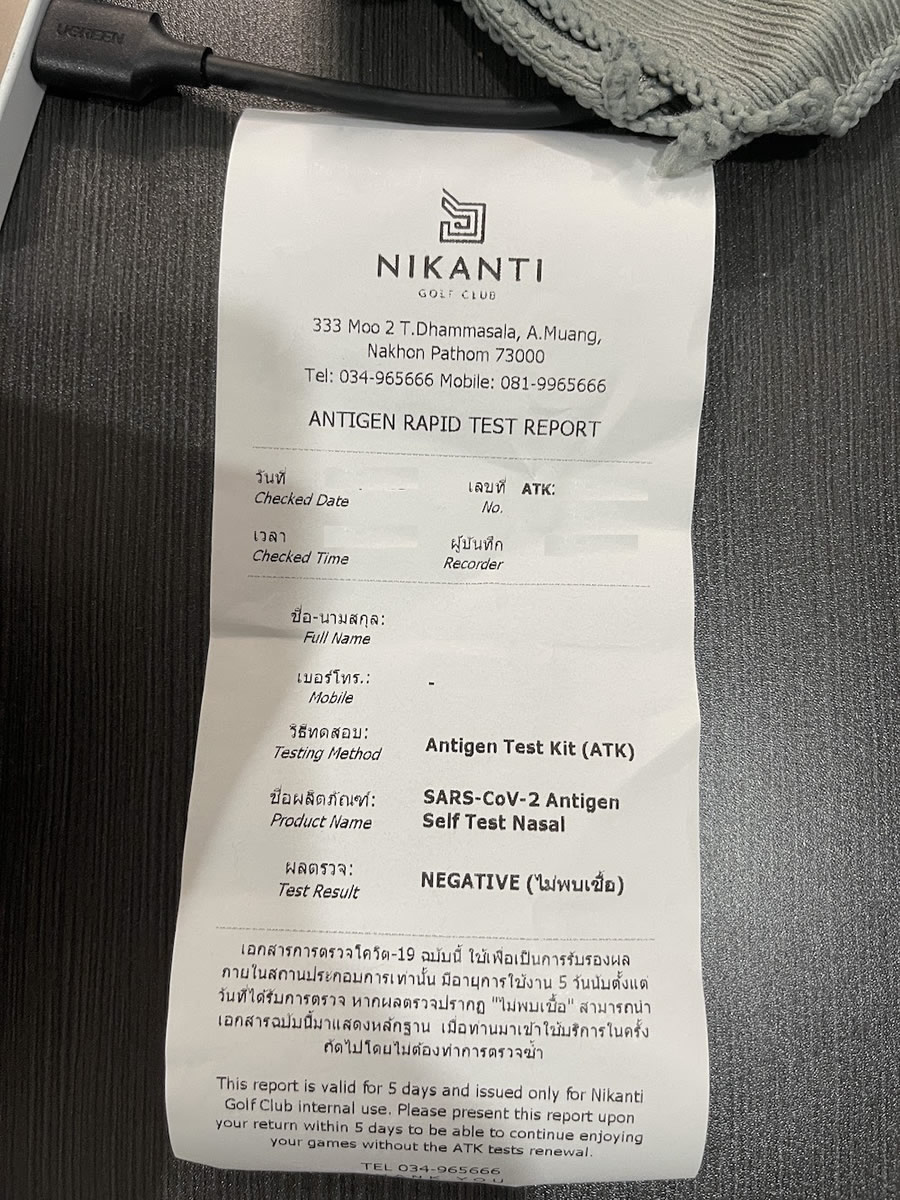 UGREEN
NIKANTI
GOLF CLUB
333 Moo 2 T.Dhammasala, A.Muang,
Nakhon Pathom 73000
Tel: 034-965666 Mobile: 081-9965666
ANTIGEN RAPID TEST REPORT
วันที่ เลขที่ ATK:
Checked Date No.
เวลา ผู้บันทึก
Checked Time Recorder
ชื่อ-นามสกุล:
Full Name
เบอร์โทร.: -
Mobile
วิธีทดสอบ: Antigen Test Kit (ATK)
Testing Method
ชื่อผลิตภัณฑ์: SARS-CoV-2 Antigen
Product Name Self Test Nasal
ผลตรวจ: NEGATIVE (ไม่พบเชื้อ)
Test Result
เอกสารการตรวจโควิด-19 ฉบับนี้ ใช้เพื่อเป็นการรับรองผล
ภายในสถานประกอบการเท่านั้น มีอายุการใช้งาน 5 วันนับตั้งแต่
วันที่ได้รับการตรวจ หากผลตรวจปรากฏ "ไม่พบเชื้อ" สามารถนำ
เอกสารฉบับนี้มาแสดงหลักฐาน เมื่อท่านมาเข้าใช้บริการในครั้ง
ถัดไปโดยไม่ต้องทำการตรวจซ้ำ
This report is valid for 5 days and issued only for Nikanti
Golf Club internal use. Please present this report upon
your return within 5 days to be able to continue enjoying
your games without the ATK tests renewal.
TEL 034-965666